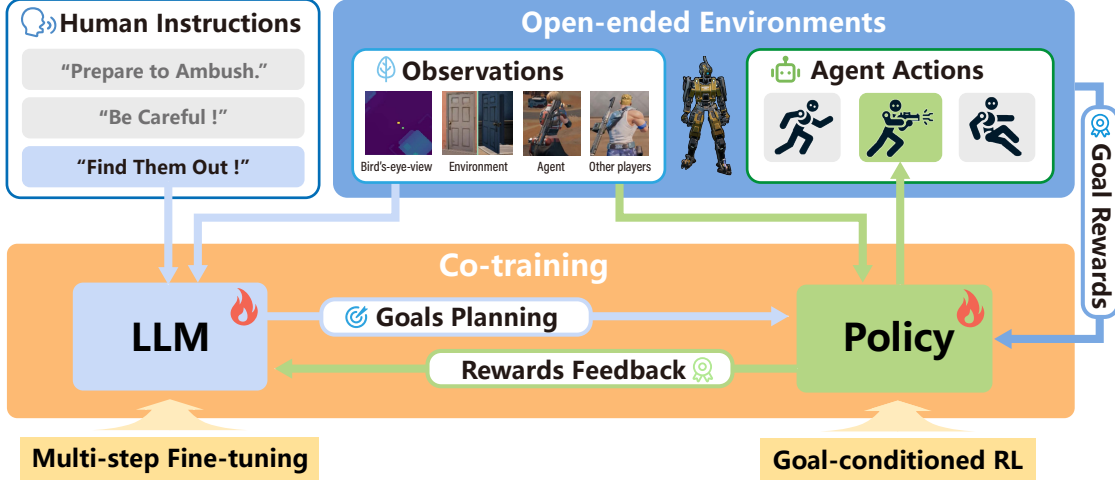 Human Instructions
“Prepare to Ambush.”
“Be Careful !”
“Find Them Out !”
Open-ended Environments
Observations
Bird's-eye-view
Environment
Agent
Other players
Agent Actions
Goal Rewards
Co-training
LLM
Goals Planning
Rewards Feedback
Policy
Multi-step Fine-tuning
Goal-conditioned RL